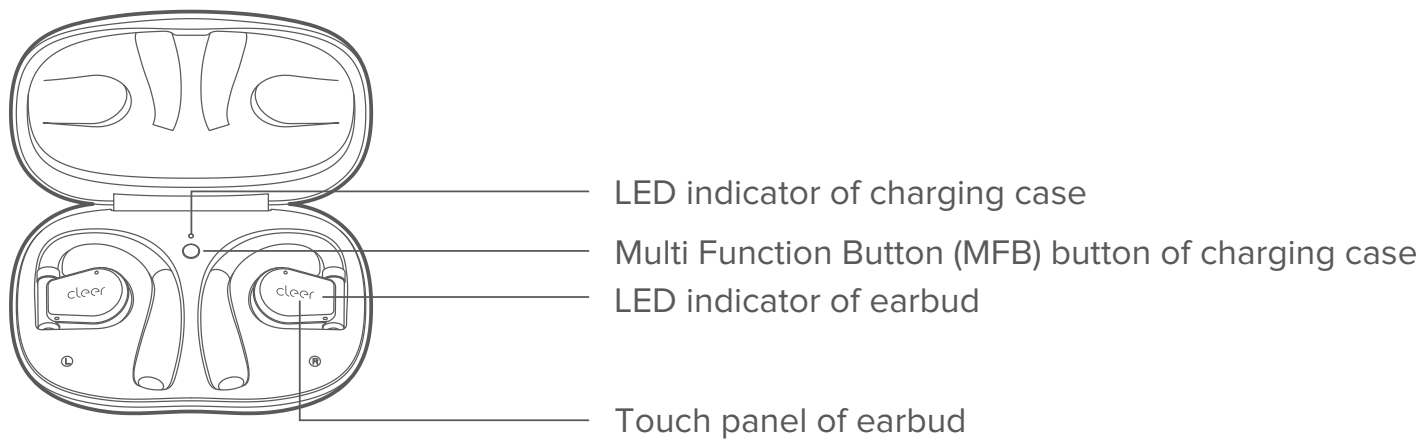 LED indicator of charging case
Multi Function Button (MFB) button of charging case
cleer
cleer
LED indicator of earbud
L
R
Touch panel of earbud